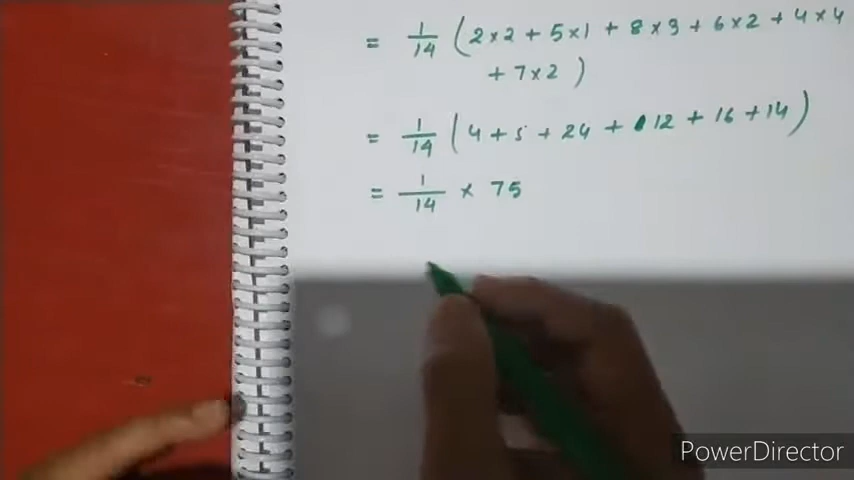 = 1/14 (2×2 + 5×1 + 8×3 + 6×2 + 4×4
+ 7×2 )
= 1/14 (4 + 5 + 24 + 12 + 16 + 14)
= 1/14 × 75
PowerDirector